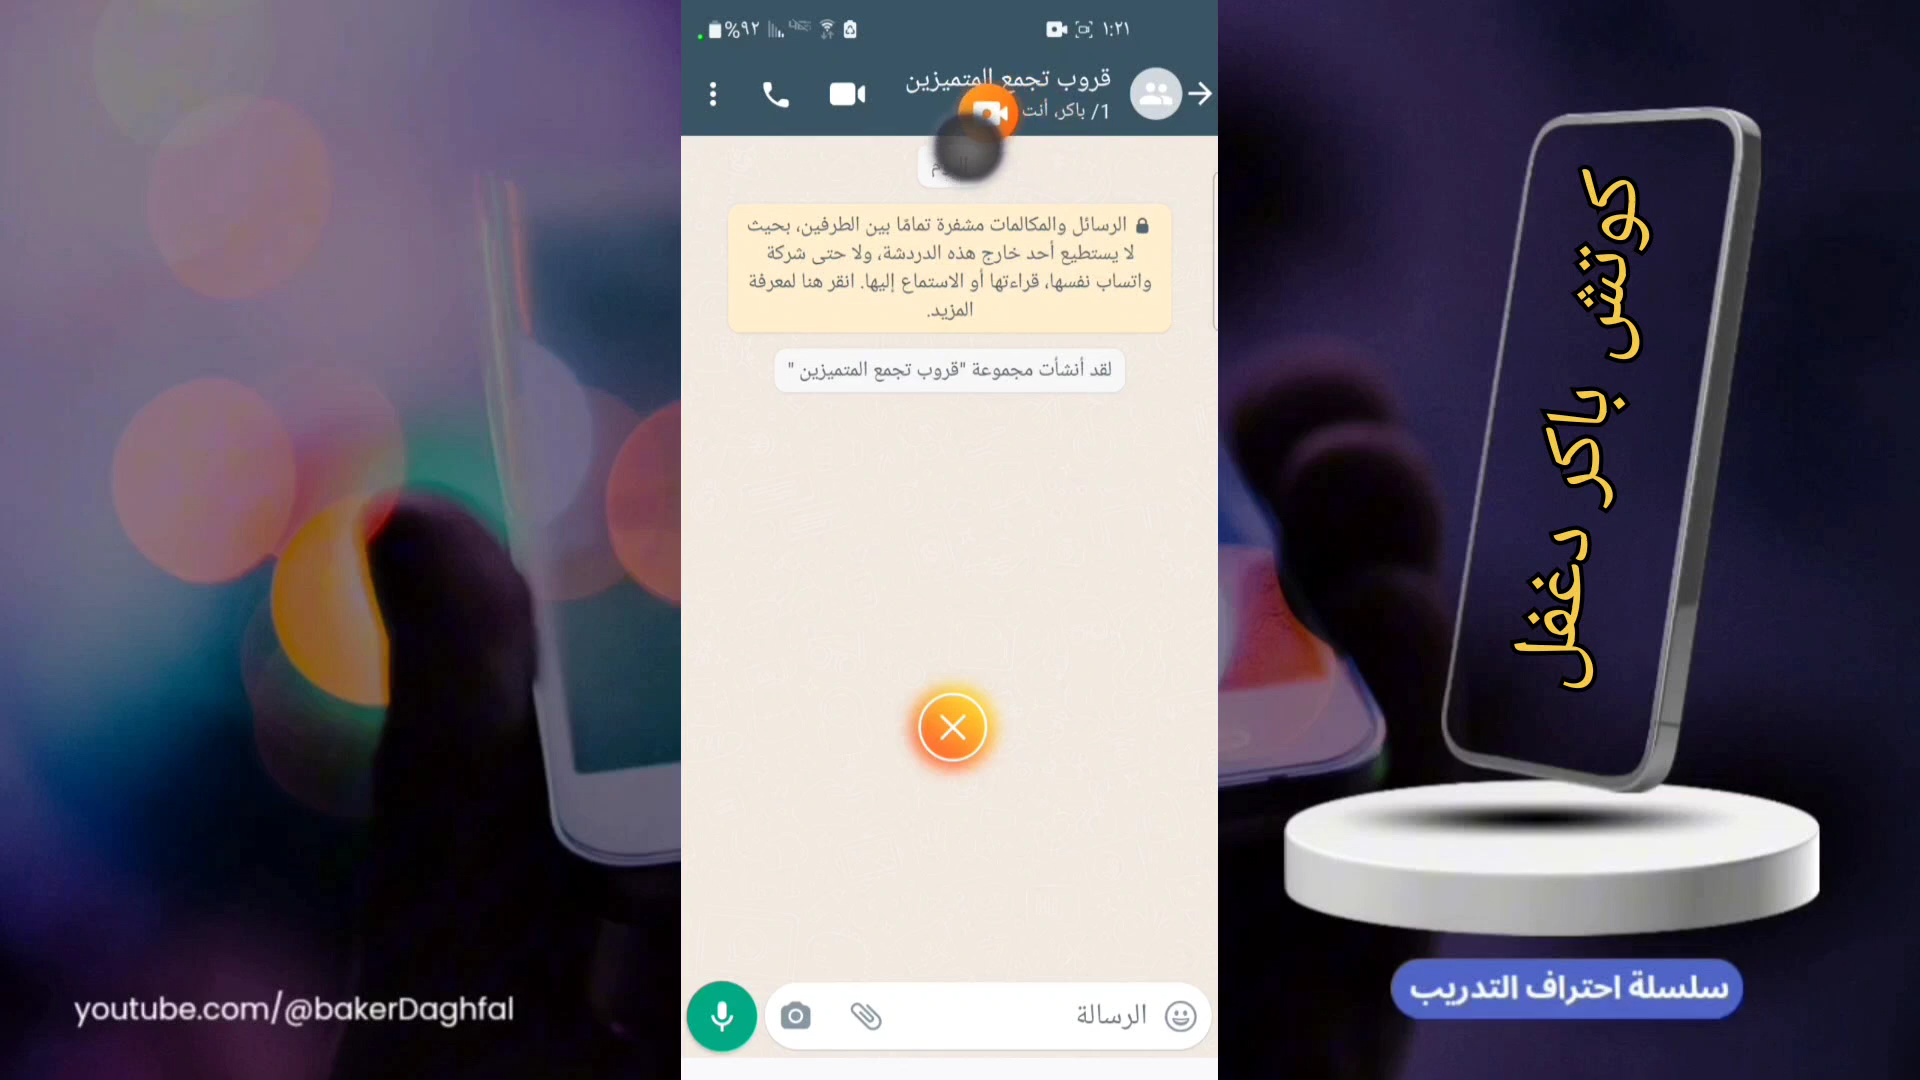 %٩٢
١:٢١
قروب تجمع المتميزين
1/ باكر، أنت
الرسائل والمكالمات مشفرة تمامًا بين الطرفين، بحيث
لا يستطيع أحد خارج هذه الدردشة، ولا حتى شركة
واتساب نفسها، قراءتها أو الاستماع إليها. انقر هنا لمعرفة
المزيد.
لقد أنشأت مجموعة "قروب تجمع المتميزين "
الرسالة
كوتش باكر دغفل
سلسلة احتراف التدريب
youtube.com/@bakerDaghfal